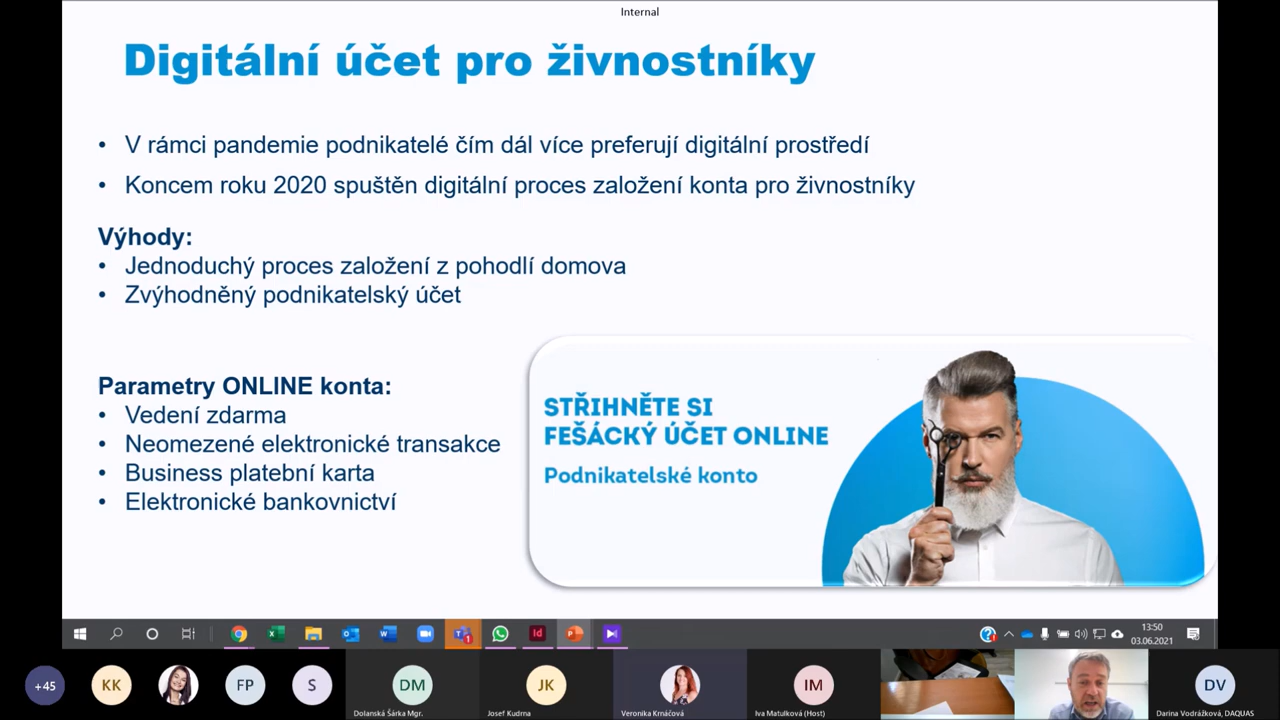 Internal
Digitální účet pro živnostníky
• V rámci pandemie podnikatelé čím dál více preferují digitální prostředí
• Koncem roku 2020 spuštěn digitální proces založení konta pro živnostníky
Výhody:
• Jednoduchý proces založení z pohodlí domova
• Zvýhodněný podnikatelský účet
Parametry ONLINE konta:
• Vedení zdarma
• Neomezené elektronické transakce
• Business platební karta
• Elektronické bankovnictví
STŘIHNĚTE SI
FEŠÁCKÝ ÚČET ONLINE
Podnikatelské konto
13:50
03.06.2021
+45
KK
FP
S
DM
JK
IM
DV
Dolanská Šárka Mgr.
Josef Kudrna
Veronika Krnáčová
Iva Matulková (Host)
Darina Vodrážková, DAQUAS